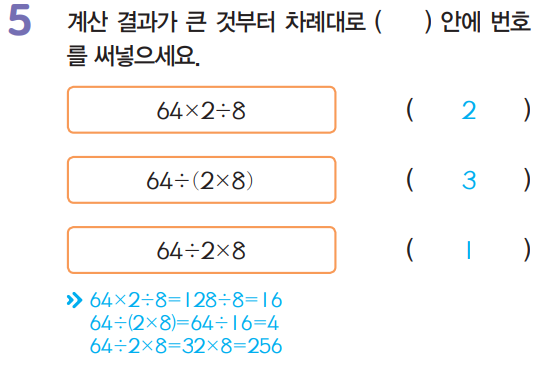 5 계산 결과가 큰 것부터 차례대로 (    ) 안에 번호
를 써넣으세요.
64×2÷8 ( 2 )
64÷(2×8) ( 3 )
64÷2×8 ( 1 )
» 64×2÷8=128÷8=16
64÷(2×8)=64÷16=4
64÷2×8=32×8=256